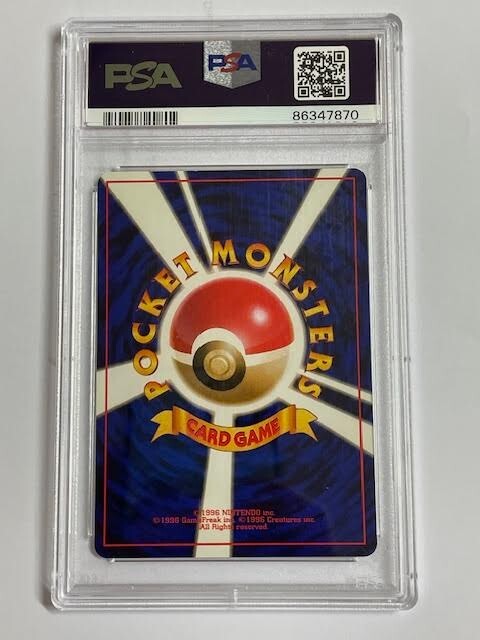 PSA PSA
86347870
POCKET MONSTERS
CARD GAME
©1996 NINTENDO inc.
©1996 GameFreak inc. ©1996 Creatures inc.
All Rights reserved.